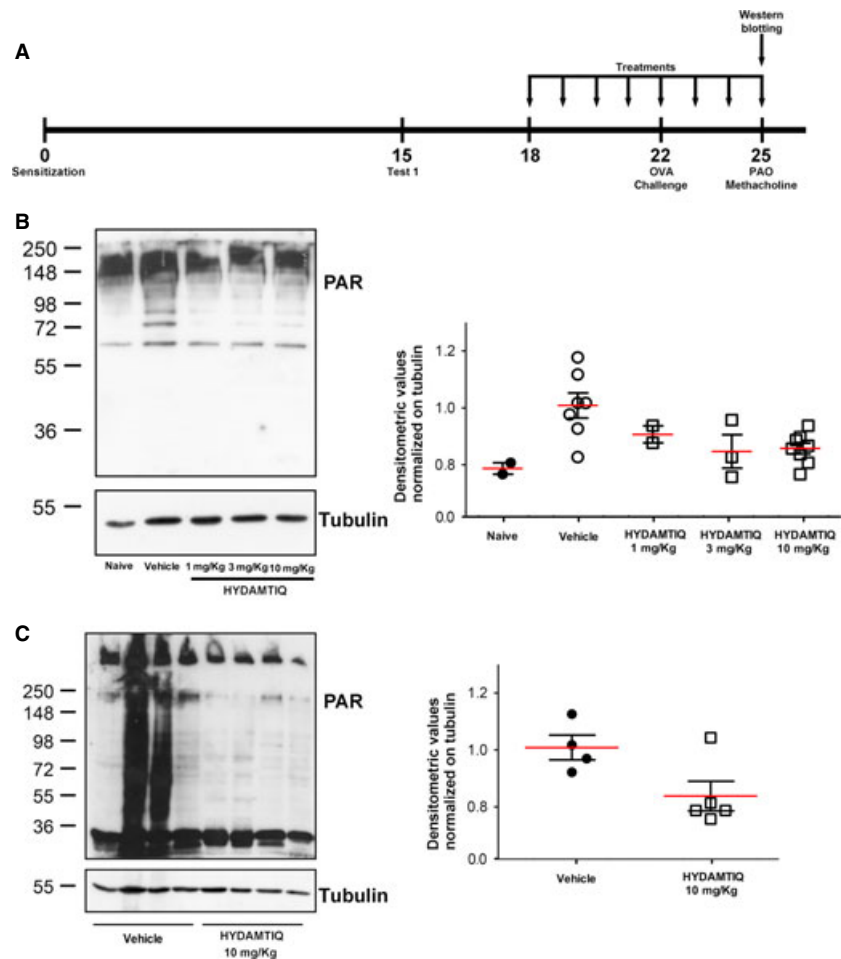 A
Western
blotting
Treatments
0
15
18
22
25
Sensitization
Test 1
OVA
Challenge
PAO
Methacholine
B
250
148
98
72
55
36
PAR
55
Tubulin
Naive
Vehicle
1 mg/Kg
3 mg/Kg
10 mg/Kg
HYDAMTIQ
Densitometric values
normalized on tubulin
1.2
1.0
0.8
0.0
Naive
Vehicle
HYDAMTIQ
1 mg/Kg
HYDAMTIQ
3 mg/Kg
HYDAMTIQ
10 mg/Kg
C
250
148
98
72
55
36
PAR
55
Tubulin
Vehicle
HYDAMTIQ
10 mg/Kg
Densitometric values
normalized on tubulin
1.2
1.0
0.8
0.0
Vehicle
HYDAMTIQ
10 mg/Kg